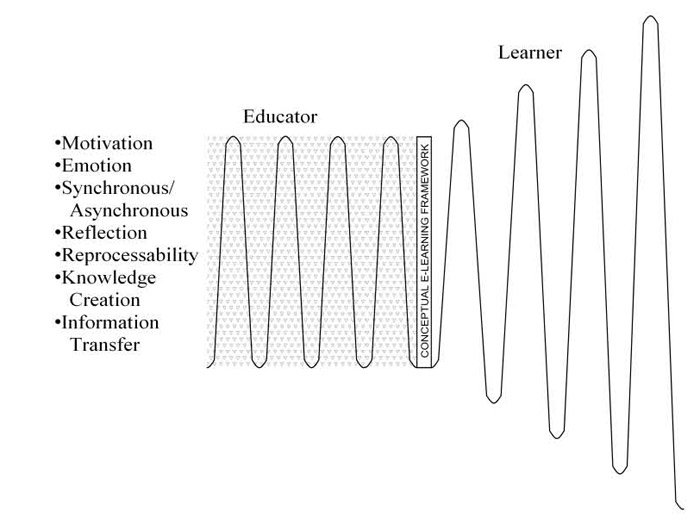 Learner
Educator
•Motivation
•Emotion
•Synchronous/
Asynchronous
•Reflection
•Reprocessability
•Knowledge
Creation
•Information
Transfer
CONCEPTUAL E-LEARNING FRAMEWORK